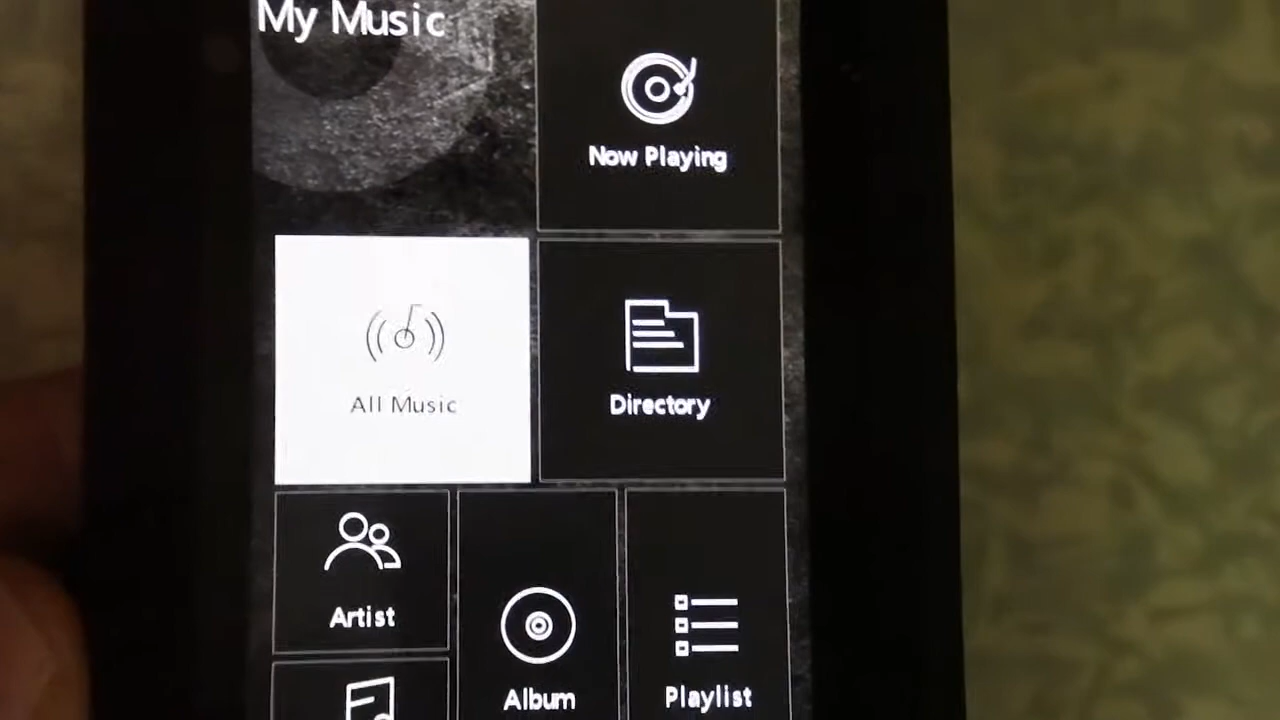 My Music
Now Playing
All Music
Directory
Artist
Album
Playlist